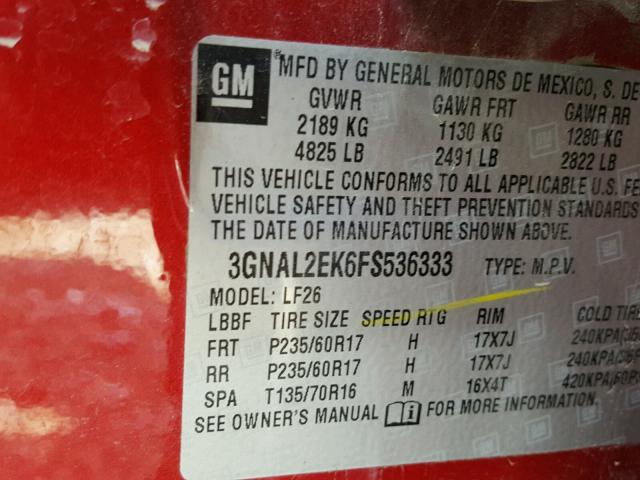 GM
MFD BY GENERAL MOTORS DE MEXICO, S. DE
GVWR GAWR FRT GAWR RR
2189 KG 1130 KG 1280 KG
4825 LB 2491 LB 2822 LB
THIS VEHICLE CONFORMS TO ALL APPLICABLE U.S. FE
VEHICLE SAFETY AND THEFT PREVENTION STANDARDS
THE DATE OF MANUFACTURE SHOWN ABOVE.
3GNAL2EK6FS536333 TYPE: M.P.V.
MODEL: LF26
LBBF TIRE SIZE SPEED RTG RIM COLD TIRE
FRT P235/60R17 H 17X7J 240KPA
RR P235/60R17 H 17X7J 240KPA
SPA T135/70R16 M 16X4T 420KPA/60P
SEE OWNER'S MANUAL i FOR MORE INFORMATION.